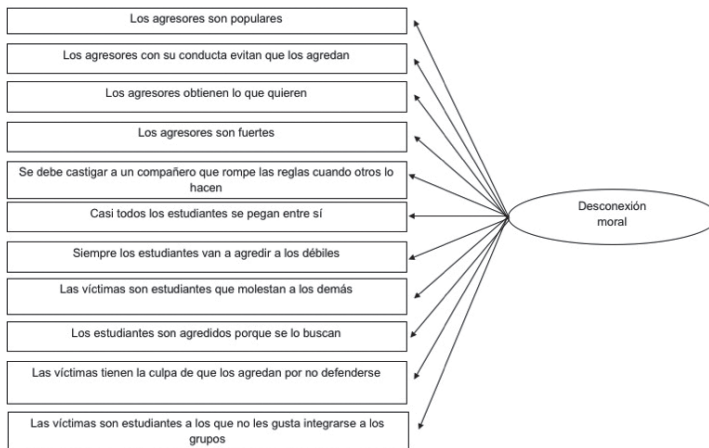 Los agresores son populares
Los agresores con su conducta evitan que los agredan
Los agresores obtienen lo que quieren
Los agresores son fuertes
Se debe castigar a un compañero que rompe las reglas cuando otros lo
hacen
Casi todos los estudiantes se pegan entre sí
Siempre los estudiantes van a agredir a los débiles
Las víctimas son estudiantes que molestan a los demás
Los estudiantes son agredidos porque se lo buscan
Las víctimas tienen la culpa de que los agredan por no defenderse
Las víctimas son estudiantes a los que no les gusta integrarse a los
grupos
Desconexión
moral